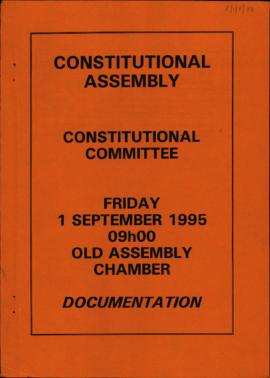 CONSTITUTIONAL
ASSEMBLY
CONSTITUTIONAL
COMMITTEE
FRIDAY
1 SEPTEMBER 1995
09h00
OLD ASSEMBLY
CHAMBER
DOCUMENTATION